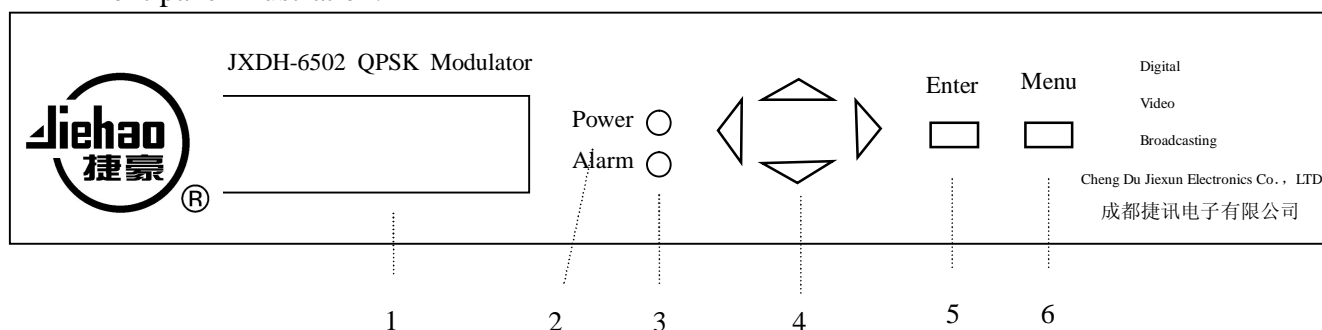 JXDH-6502 QPSK Modulator
Jiehao
捷豪
®
Power
Alarm
Enter
Menu
Digital
Video
Broadcasting
Cheng Du Jiexun Electronics Co.，LTD
成都捷讯电子有限公司
1 2 3 4 5 6